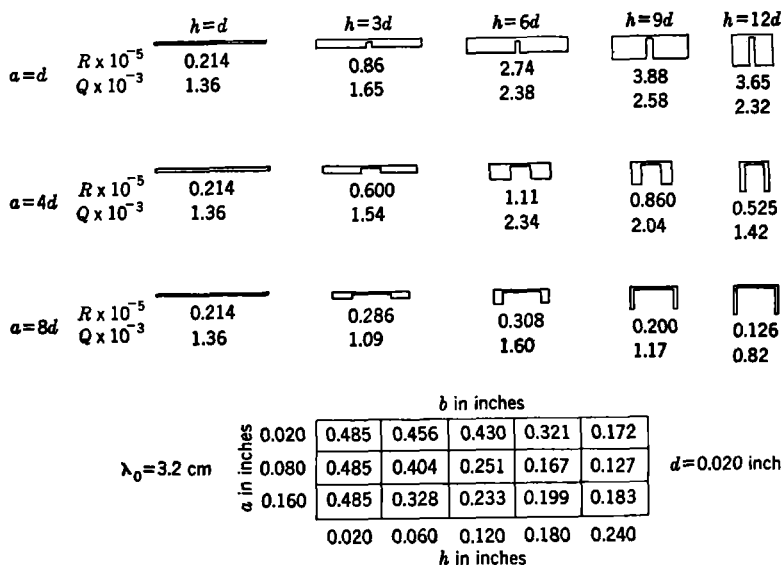 h=d h=3d h=6d h=9d h=12d
a=d R x 10⁻⁵ 0.214 0.86 2.74 3.88 3.65
Q x 10⁻³ 1.36 1.65 2.38 2.58 2.32
a=4d R x 10⁻⁵ 0.214 0.600 1.11 0.860 0.525
Q x 10⁻³ 1.36 1.54 2.34 2.04 1.42
a=8d R x 10⁻⁵ 0.214 0.286 0.308 0.200 0.126
Q x 10⁻³ 1.36 1.09 1.60 1.17 0.82
b in inches
0.020 0.485 0.456 0.430 0.321 0.172
λ₀=3.2 cm a in inches 0.080 0.485 0.404 0.251 0.167 0.127 d=0.020 inch
0.160 0.485 0.328 0.233 0.199 0.183
0.020 0.060 0.120 0.180 0.240
h in inches